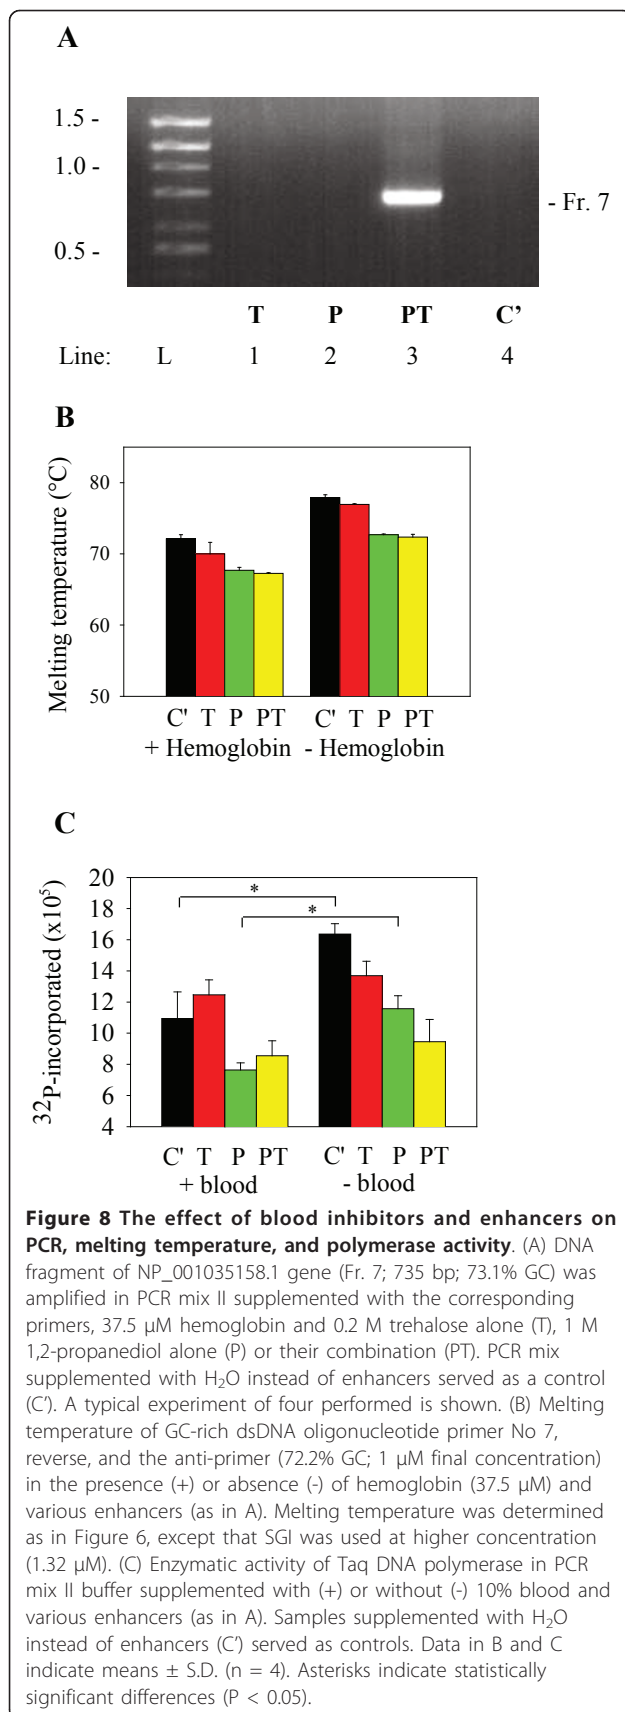 A
1.5 -
1.0 -
0.5 -
- Fr. 7
T P PT C’
Line: L 1 2 3 4
B
Melting temperature (°C)
80
70
60
50
C' T P PT C' T P PT
+ Hemoglobin - Hemoglobin
C
³²P-incorporated (x10⁵)
20
18
16
14
12
10
8
6
4
*
*
C' T P PT C' T P PT
+ blood - blood
Figure 8 The effect of blood inhibitors and enhancers on
PCR, melting temperature, and polymerase activity. (A) DNA
fragment of NP_001035158.1 gene (Fr. 7; 735 bp; 73.1% GC) was
amplified in PCR mix II supplemented with the corresponding
primers, 37.5 μM hemoglobin and 0.2 M trehalose alone (T), 1 M
1,2-propanediol alone (P) or their combination (PT). PCR mix
supplemented with H₂O instead of enhancers served as a control
(C’). A typical experiment of four performed is shown. (B) Melting
temperature of GC-rich dsDNA oligonucleotide primer No 7,
reverse, and the anti-primer (72.2% GC; 1 μM final concentration)
in the presence (+) or absence (-) of hemoglobin (37.5 μM) and
various enhancers (as in A). Melting temperature was determined
as in Figure 6, except that SGI was used at higher concentration
(1.32 μM). (C) Enzymatic activity of Taq DNA polymerase in PCR
mix II buffer supplemented with (+) or without (-) 10% blood and
various enhancers (as in A). Samples supplemented with H₂O
instead of enhancers (C’) served as controls. Data in B and C
indicate means ± S.D. (n = 4). Asterisks indicate statistically
significant differences (P < 0.05).